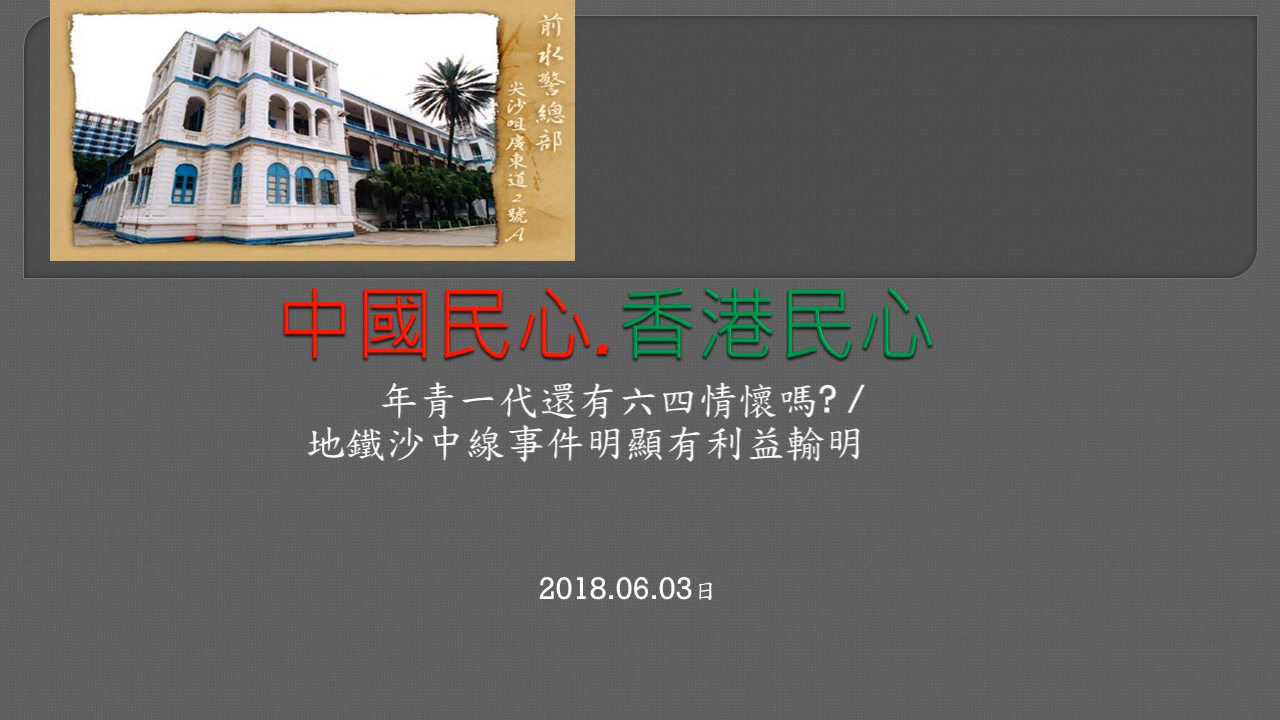 前水警總部
尖沙咀廣東道2號A
中國民心.香港民心
年青一代還有六四情懷嗎?/
地鐵沙中線事件明顯有利益輸明
2018.06.03日